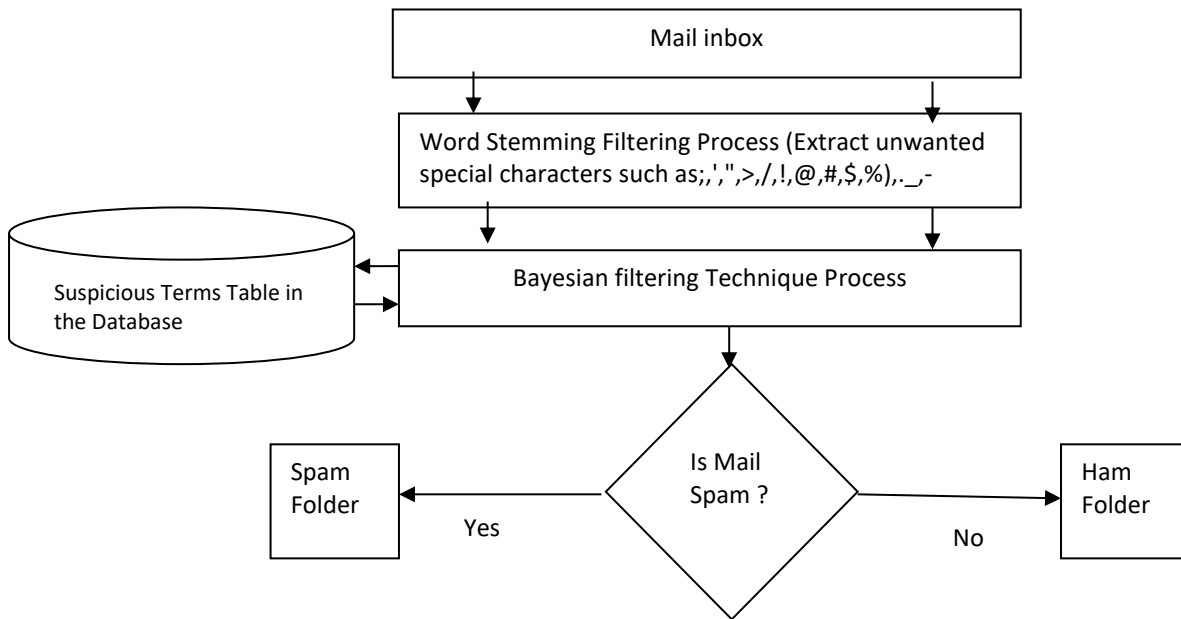 Mail inbox
Word Stemming Filtering Process (Extract unwanted
special characters such as;,',",>,/,!,@,#,$,%),._,-
Bayesian filtering Technique Process
Suspicious Terms Table in
the Database
Is Mail
Spam ?
Spam
Folder
Yes
No
Ham
Folder